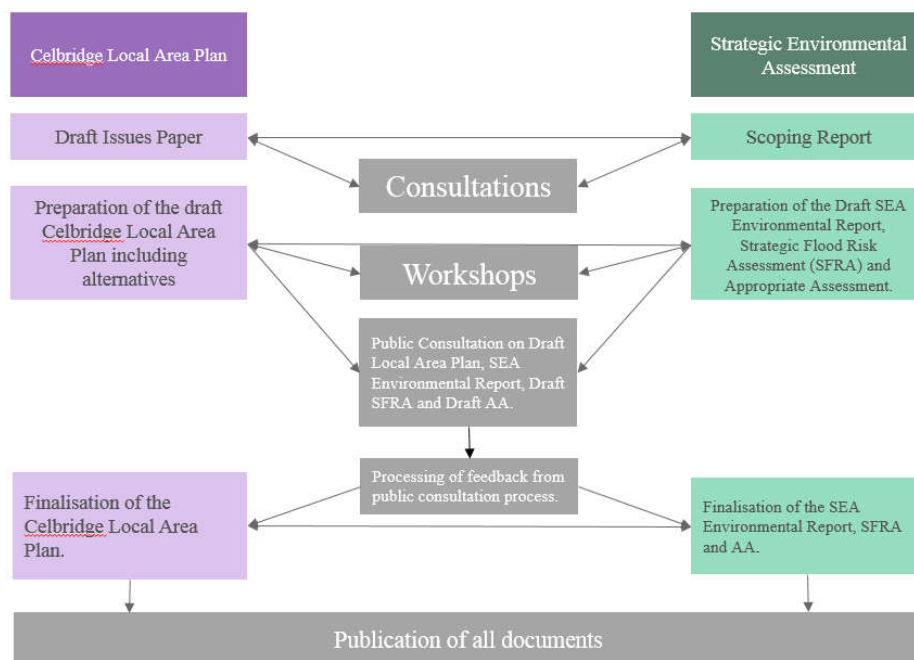 Celbridge Local Area Plan
Strategic Environmental
Assessment
Draft Issues Paper
Scoping Report
Consultations
Preparation of the draft
Celbridge Local Area
Plan including
alternatives
Preparation of the Draft SEA
Environmental Report,
Strategic Flood Risk
Assessment (SFRA) and
Appropriate Assessment.
Workshops
Public Consultation on Draft
Local Area Plan, SEA
Environmental Report, Draft
SFRA and Draft AA.
Processing of feedback from
public consultation process.
Finalisation of the
Celbridge Local Area
Plan.
Finalisation of the SEA
Environmental Report, SFRA
and AA.
Publication of all documents